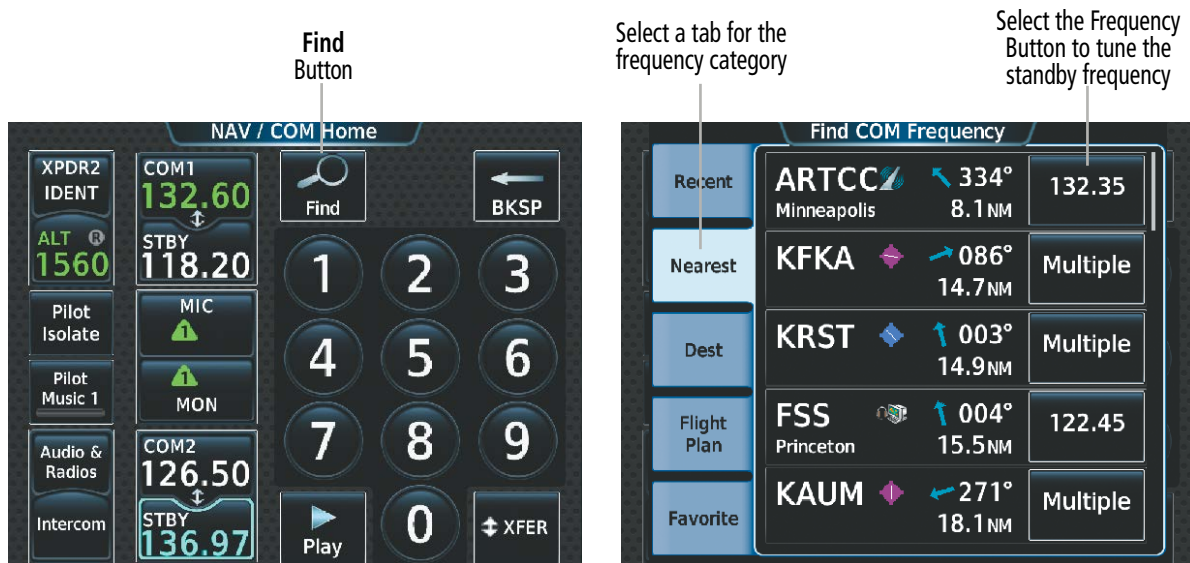 Find
Button
Select a tab for the
frequency category
Select the Frequency
Button to tune the
standby frequency
NAV / COM Home
XPDR2
IDENT
ALT R
1560
Pilot
Isolate
Pilot
Music 1
Audio &
Radios
Intercom
COM1
132.60
STBY
118.20
MIC
1
1
MON
COM2
126.50
STBY
136.97
Find
BKSP
1 2 3
4 5 6
7 8 9
Play
0
XFER
Find COM Frequency
Recent
Nearest
Dest
Flight
Plan
Favorite
ARTCC 334° 132.35
Minneapolis 8.1NM
KFKA 086° Multiple
14.7NM
KRST 003° Multiple
14.9NM
FSS 004° 122.45
Princeton 15.5NM
KAUM 271° Multiple
18.1NM